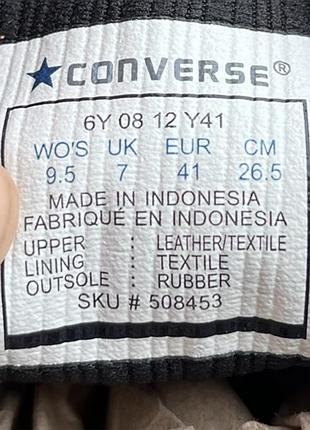 ★CONVERSE®
6Y 08 12 Y41
WO'S UK EUR CM
9.5 7 41 26.5
MADE IN INDONESIA
FABRIQUÉ EN INDONESIA
UPPER : LEATHER/TEXTILE
LINING : TEXTILE
OUTSOLE : RUBBER
SKU # 508453